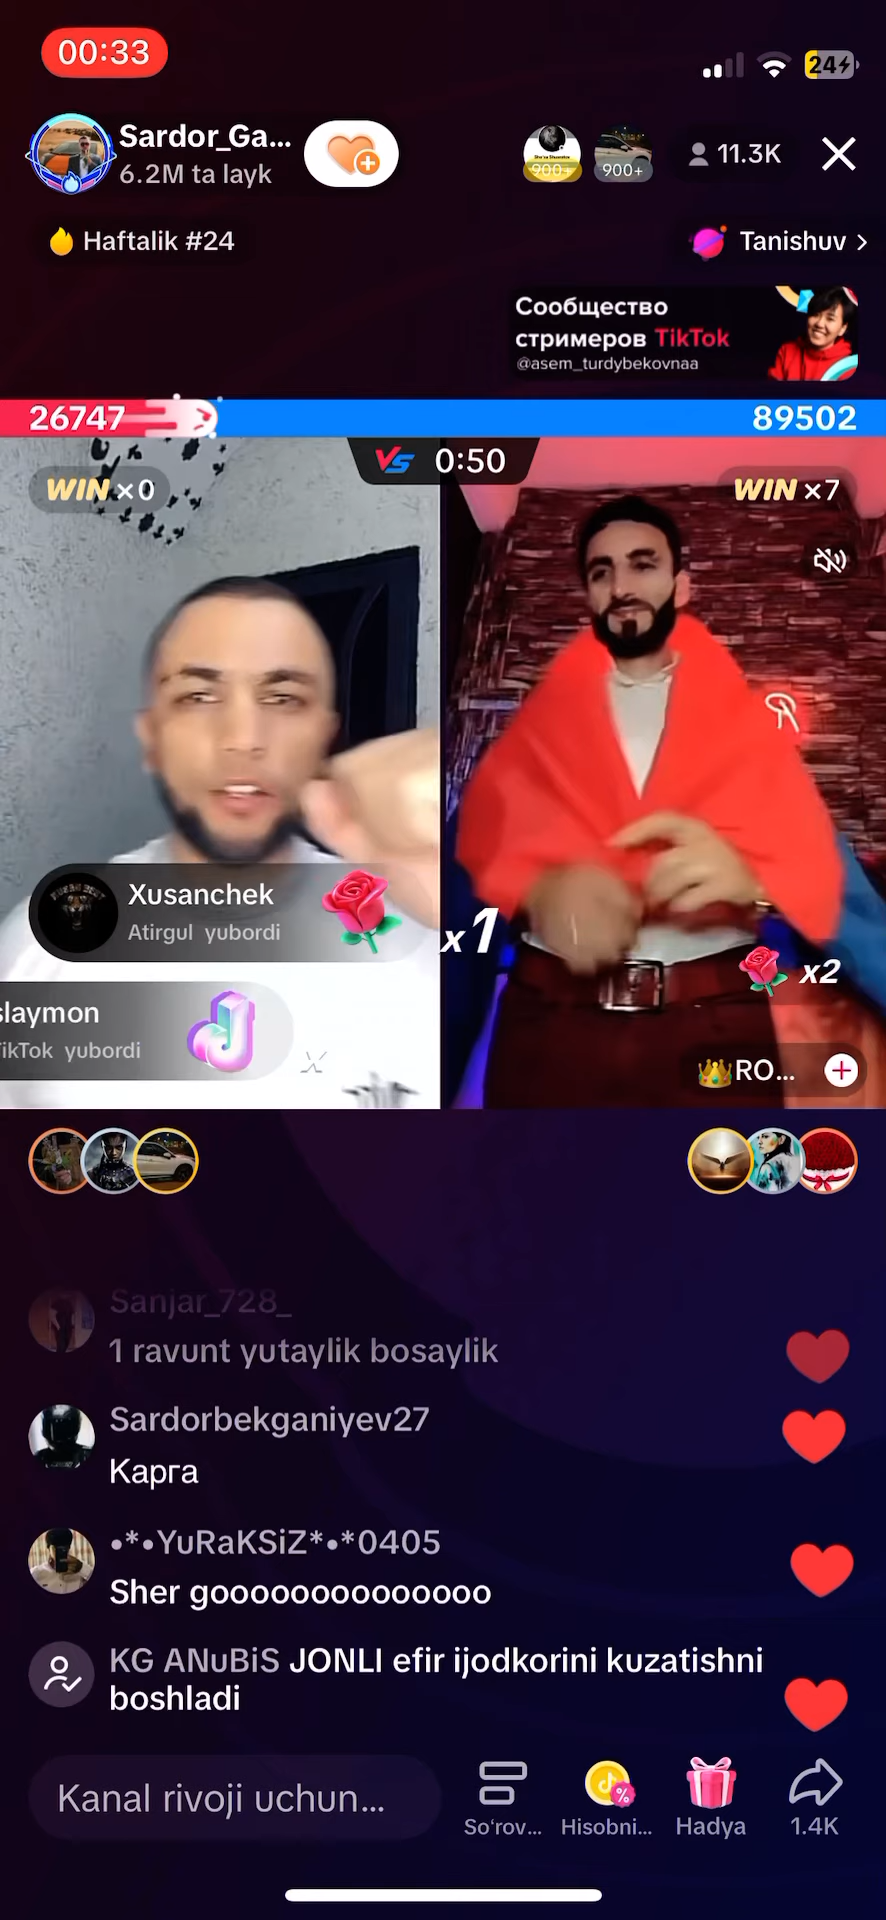 00:33
24
Sardor_Ga...
6.2M ta layk
900+
900+
11.3K
Haftalik #24
Tanishuv >
Сообщество
стримеров TikTok
@asem_turdybekovnaa
26747
89502
VS 0:50
WIN ×0
WIN ×7
Xusanchek
Atirgul yubordi
x1
x2
slaymon
ikTok yubordi
x
👑RO...
Sanjar_728_
1 ravunt yutaylik bosaylik
Sardorbekganiyev27
Карга
•*•YuRaKSiZ*•*0405
Sher goooooooooooooo
KG ANuBiS JONLI efir ijodkorini kuzatishni
boshladi
Kanal rivoji uchun...
So'rov...
Hisobni...
Hadya
1.4K